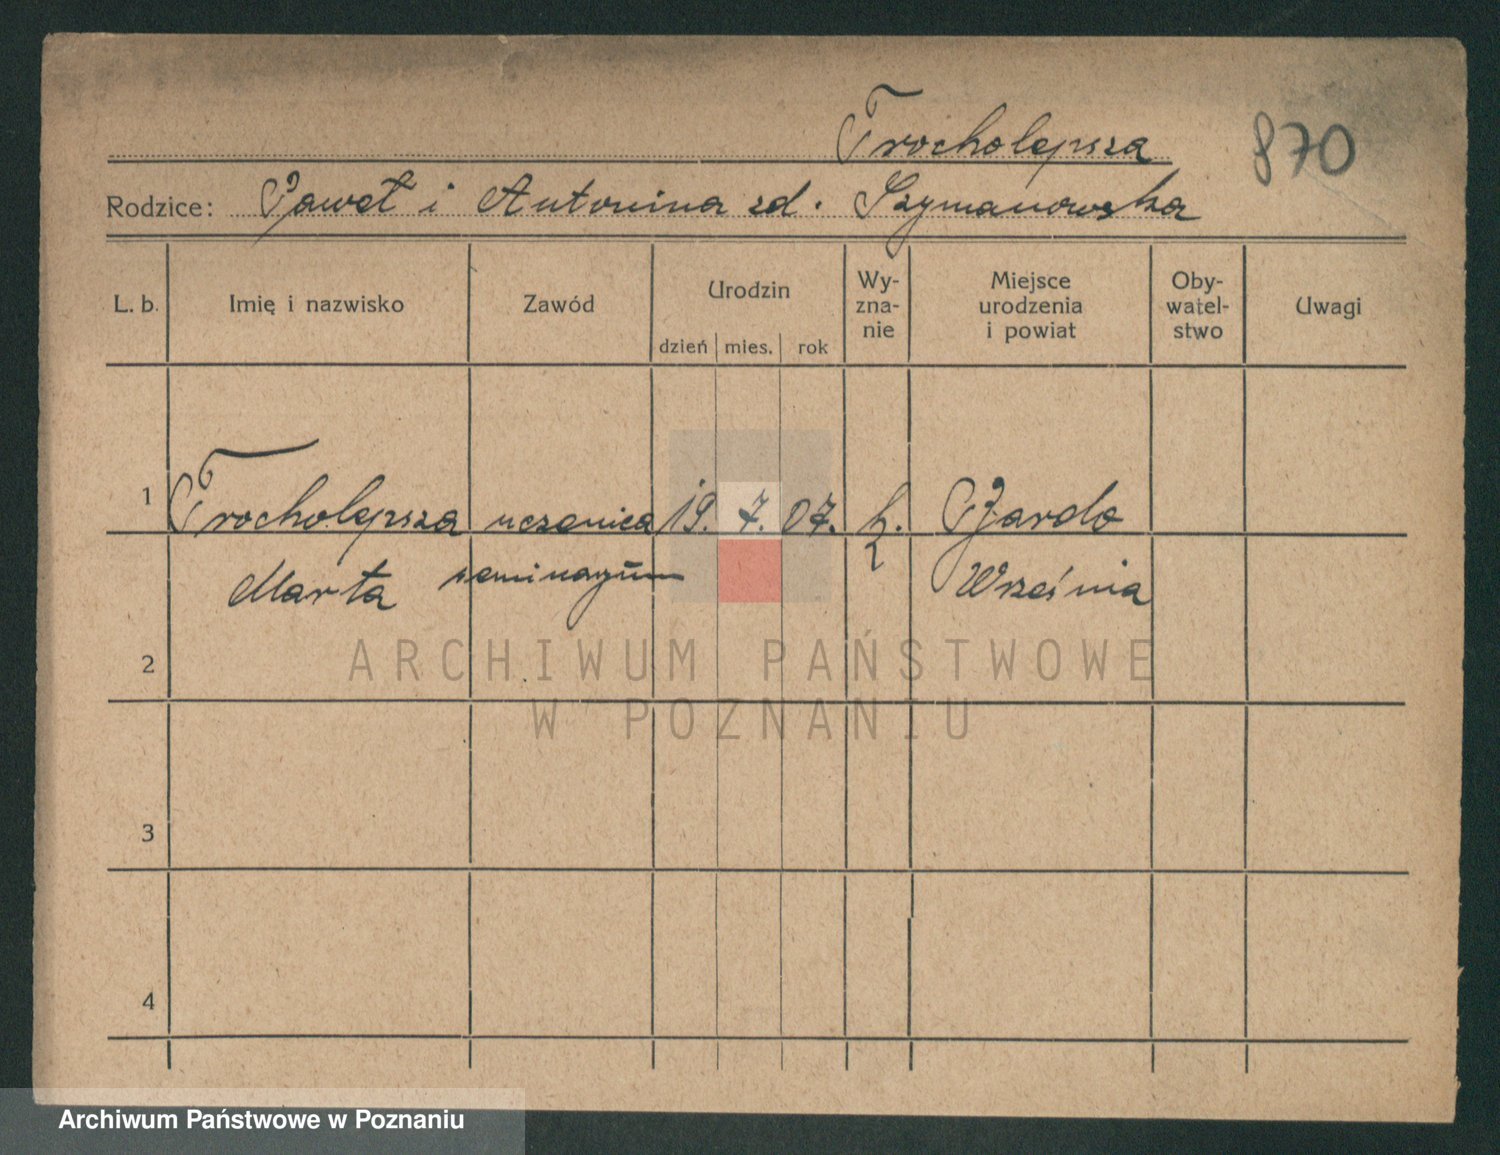 Trocholepsza 870
Rodzice: Paweł i Antonina zd. Szymanowska
L. b. Imię i nazwisko Zawód Urodzin Wy-zna-nie Miejsce urodzenia i powiat Oby-watel-stwo Uwagi
dzień mies. rok
1 Trocholepsza uczenica 19. 7. 07. k.
Marta seminaryum Września
2
3
4
ARCHIWUM PAŃSTWOWE
W POZNANIU
Archiwum Państwowe w Poznaniu